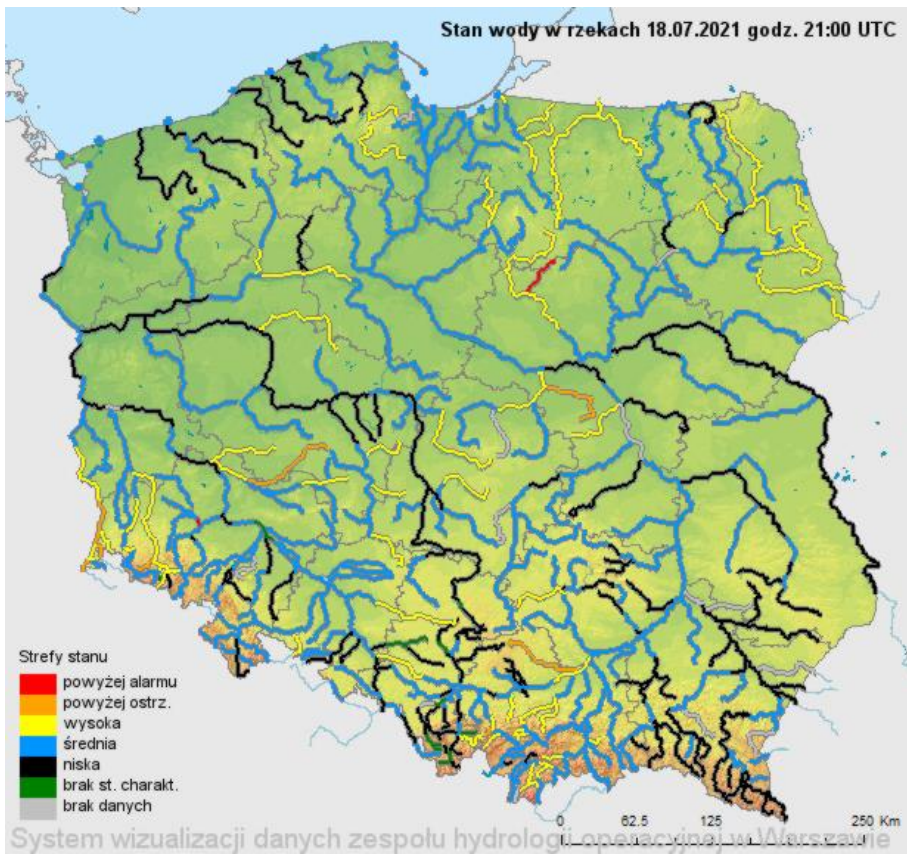 Stan wody w rzekach 18.07.2021 godz. 21:00 UTC
Strefy stanu
powyżej alarmu
powyżej ostrz.
wysoka
średnia
niska
brak st. charakt.
brak danych
0 62.5 125 250 Km
System wizualizacji danych zespołu hydrologii operacyjnej w Warszawie